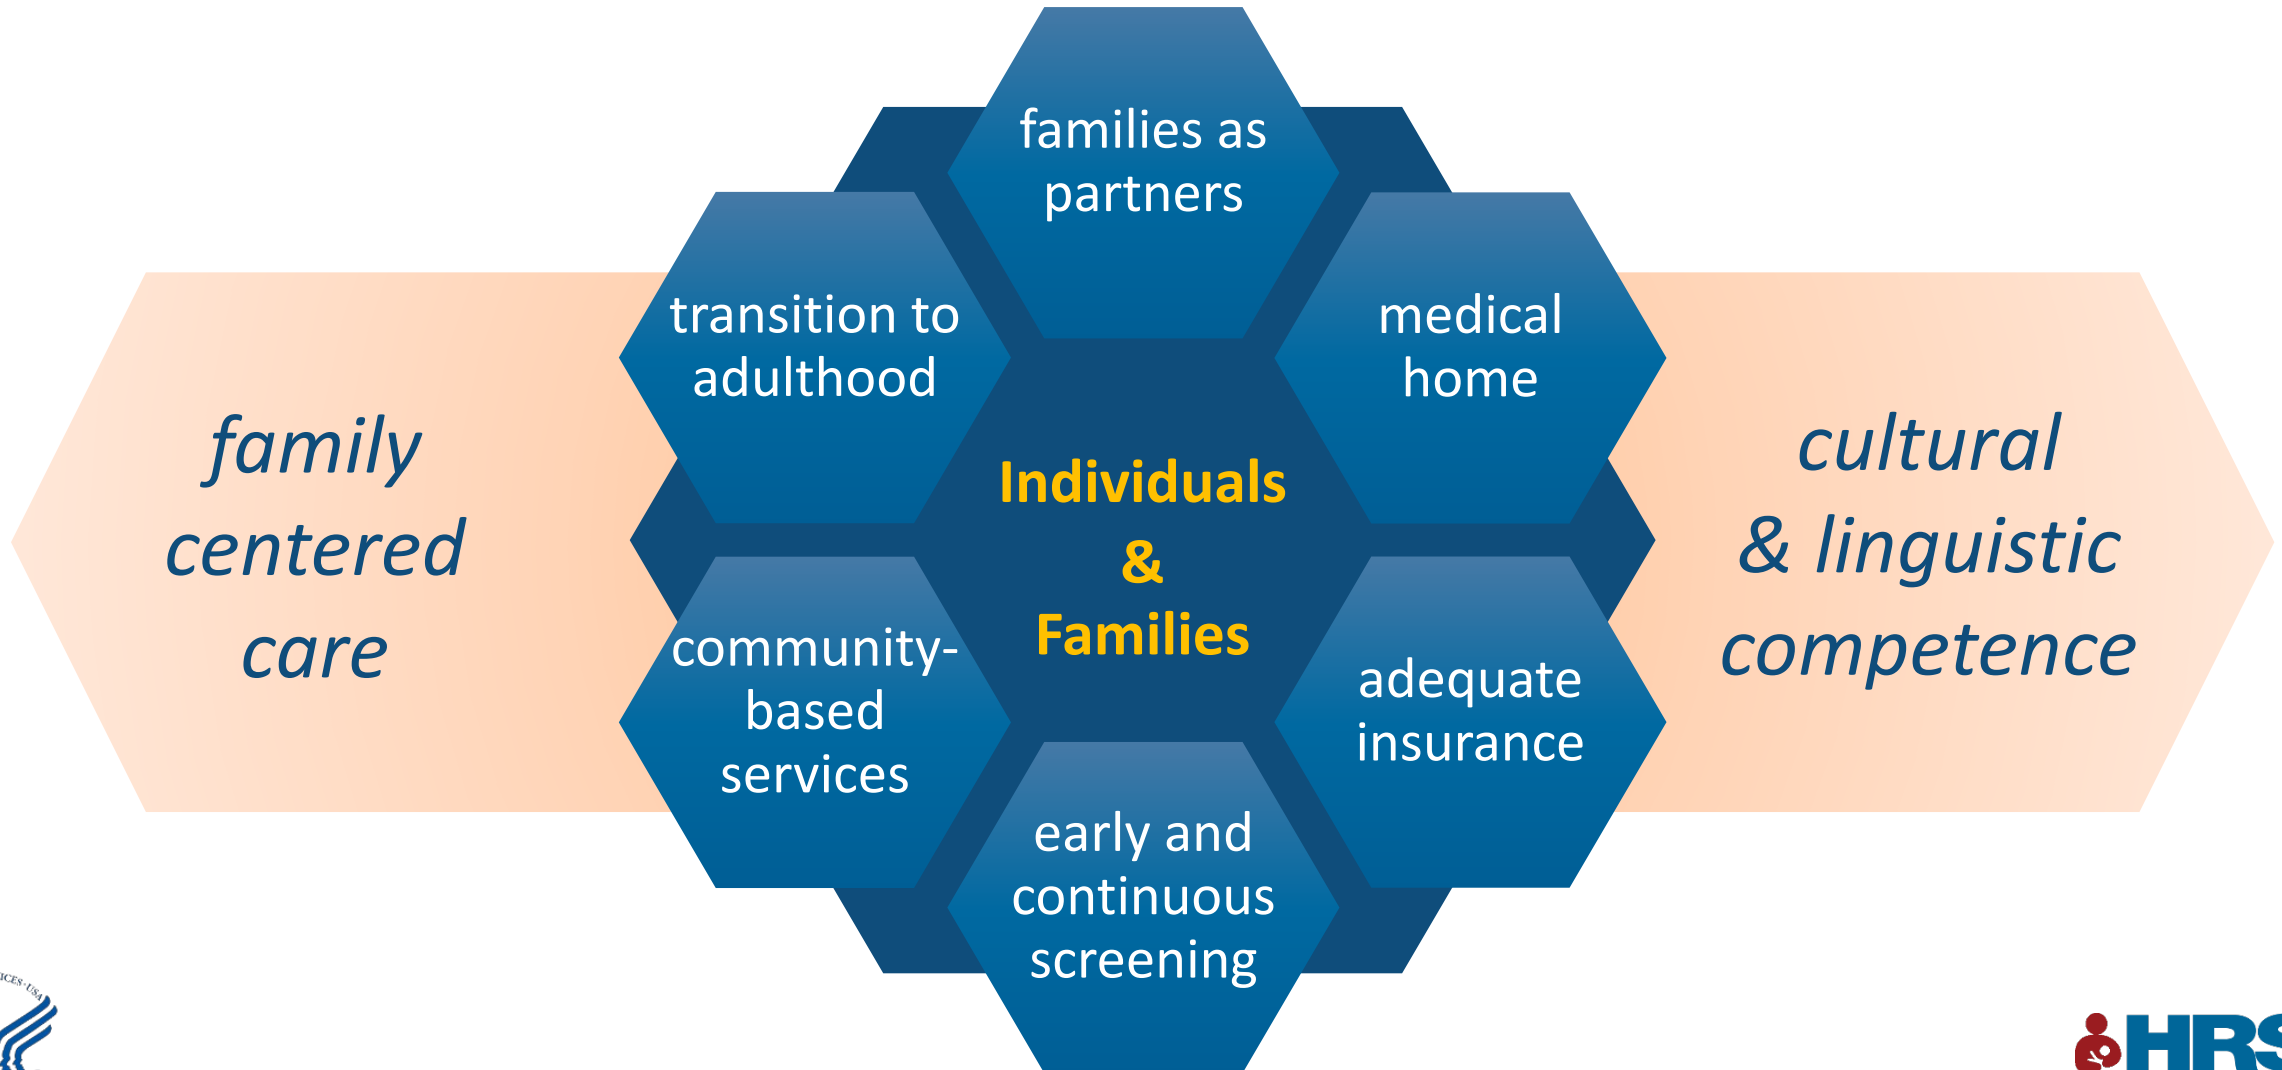 families as
partners
transition to
adulthood
medical
home
family
centered
care
Individuals
&
Families
cultural
& linguistic
competence
community-
based
services
adequate
insurance
early and
continuous
screening
USA
HRS